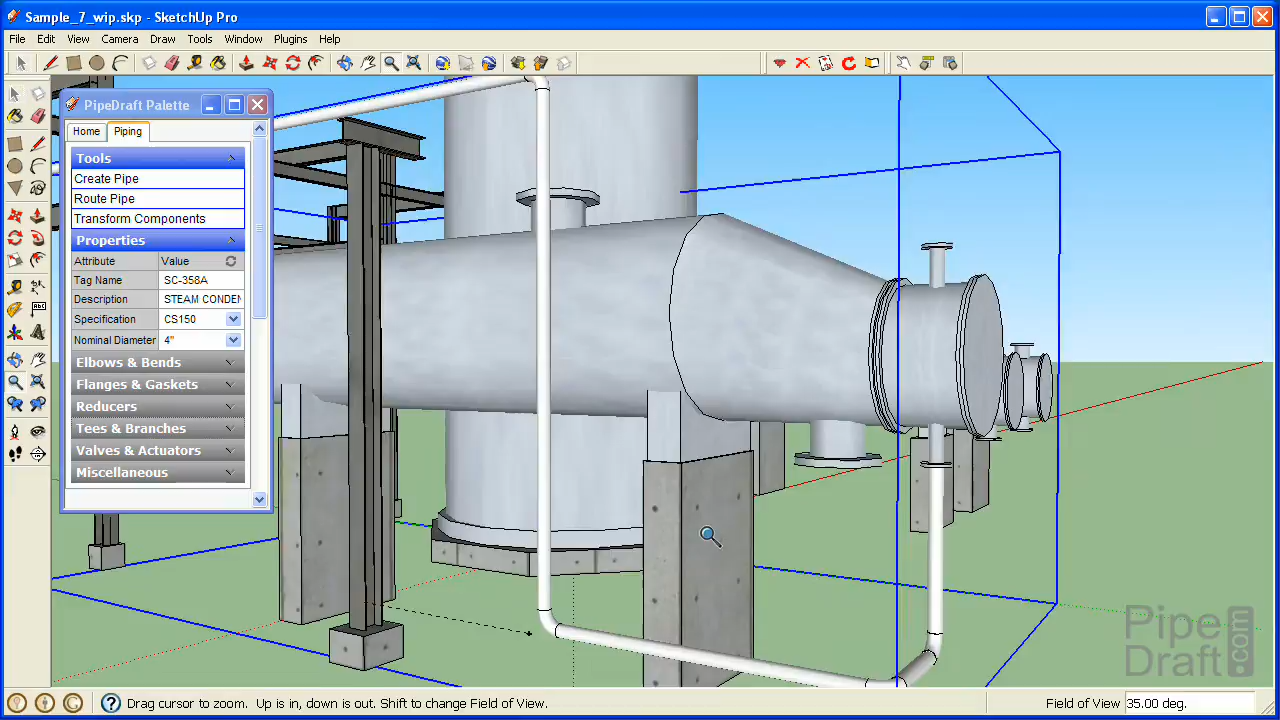 Sample_7_wip.skp - SketchUp Pro
File Edit View Camera Draw Tools Window Plugins Help
PipeDraft Palette
Home Piping
Tools
Create Pipe
Route Pipe
Transform Components
Properties
Attribute Value
Tag Name SC-358A
Description STEAM CONDEN
Specification CS150
Nominal Diameter 4"
Elbows & Bends
Flanges & Gaskets
Reducers
Tees & Branches
Valves & Actuators
Miscellaneous
Pipe
Draft.com
Drag cursor to zoom. Up is in, down is out. Shift to change Field of View.
Field of View 35.00 deg.